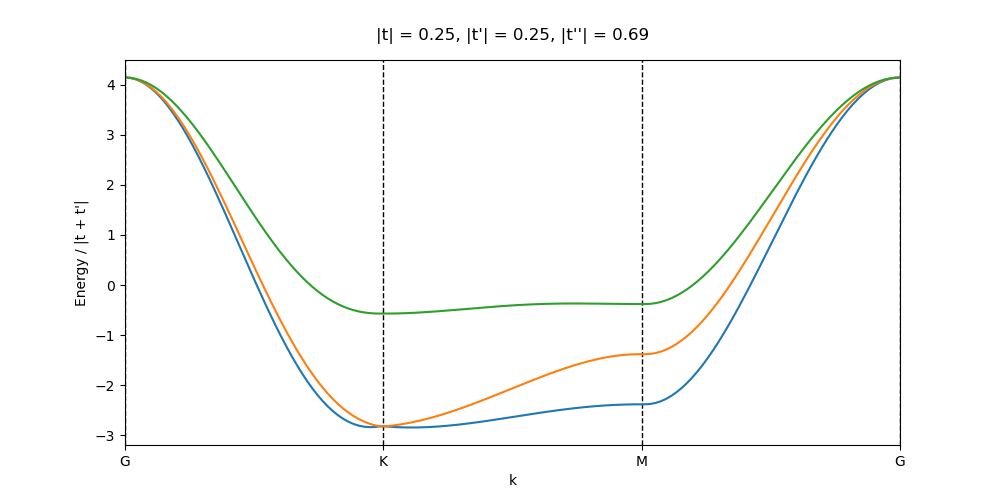 |t| = 0.25, |t'| = 0.25, |t''| = 0.69
Energy / |t + t'|
4
3
2
1
0
−1
−2
−3
G K M G
k